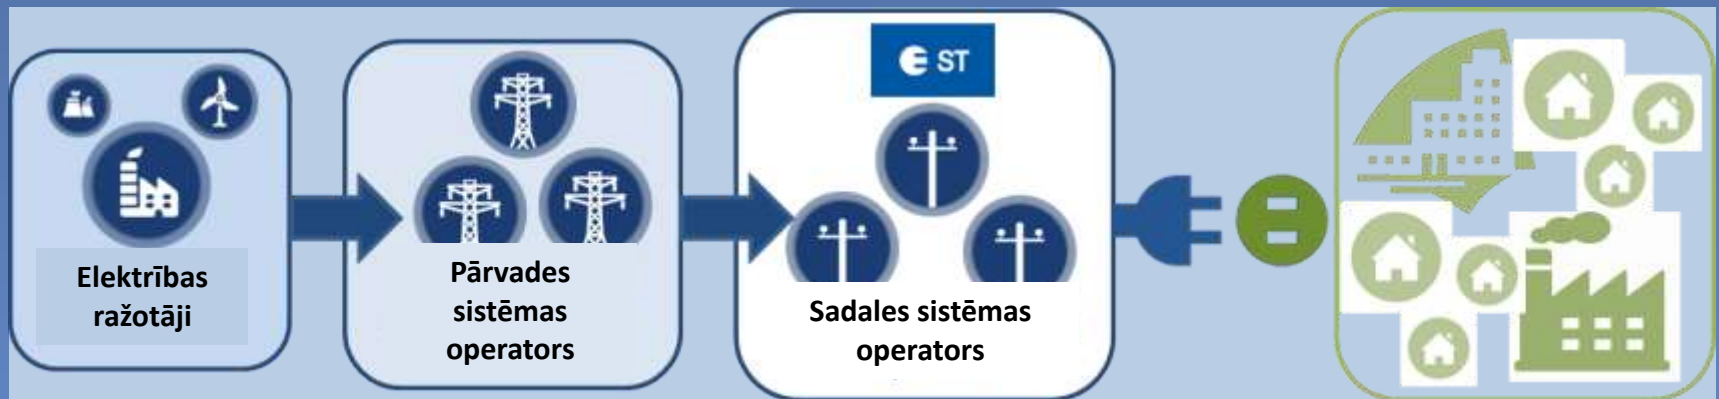 ST
Elektrības
ražotāji
Pārvades
sistēmas
operators
Sadales sistēmas
operators